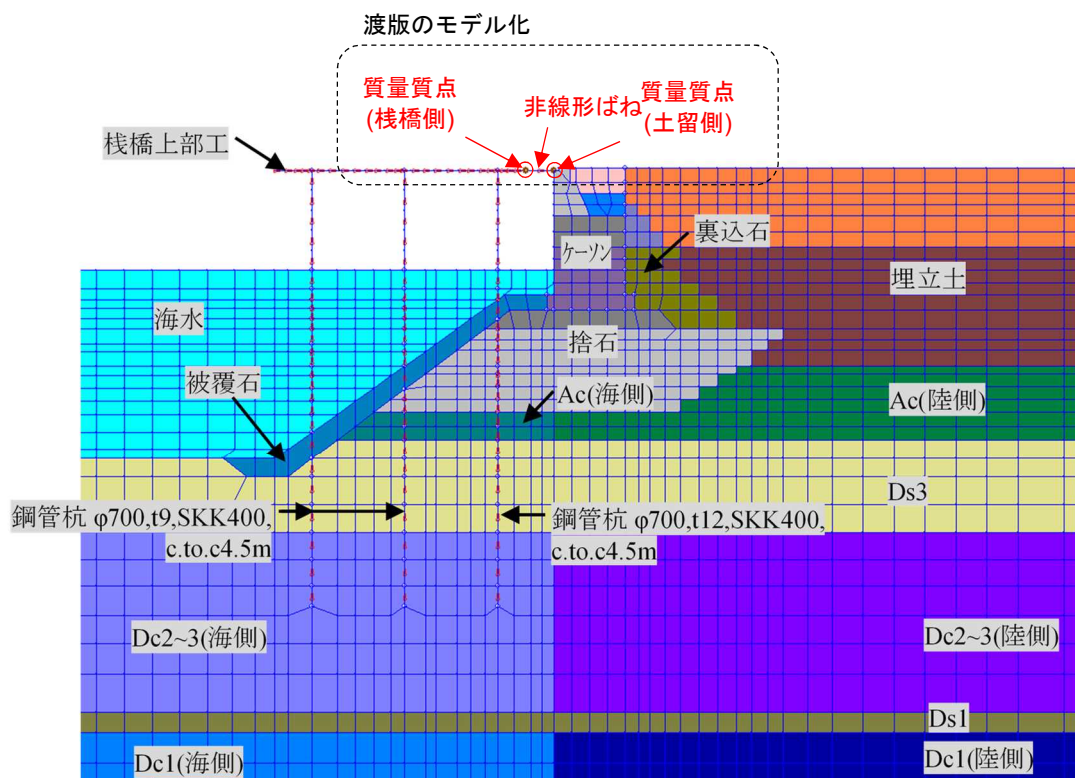 渡版のモデル化
質量質点
(桟橋側)
非線形ばね
質量質点
(土留側)
桟橋上部工
ケーソン
裏込石
埋立土
海水
捨石
被覆石
Ac(海側)
Ac(陸側)
Ds3
鋼管杭 φ700,t9,SKK400,
c.to.c4.5m
鋼管杭 φ700,t12,SKK400,
c.to.c4.5m
Dc2~3(海側)
Dc2~3(陸側)
Ds1
Dc1(海側)
Dc1(陸側)